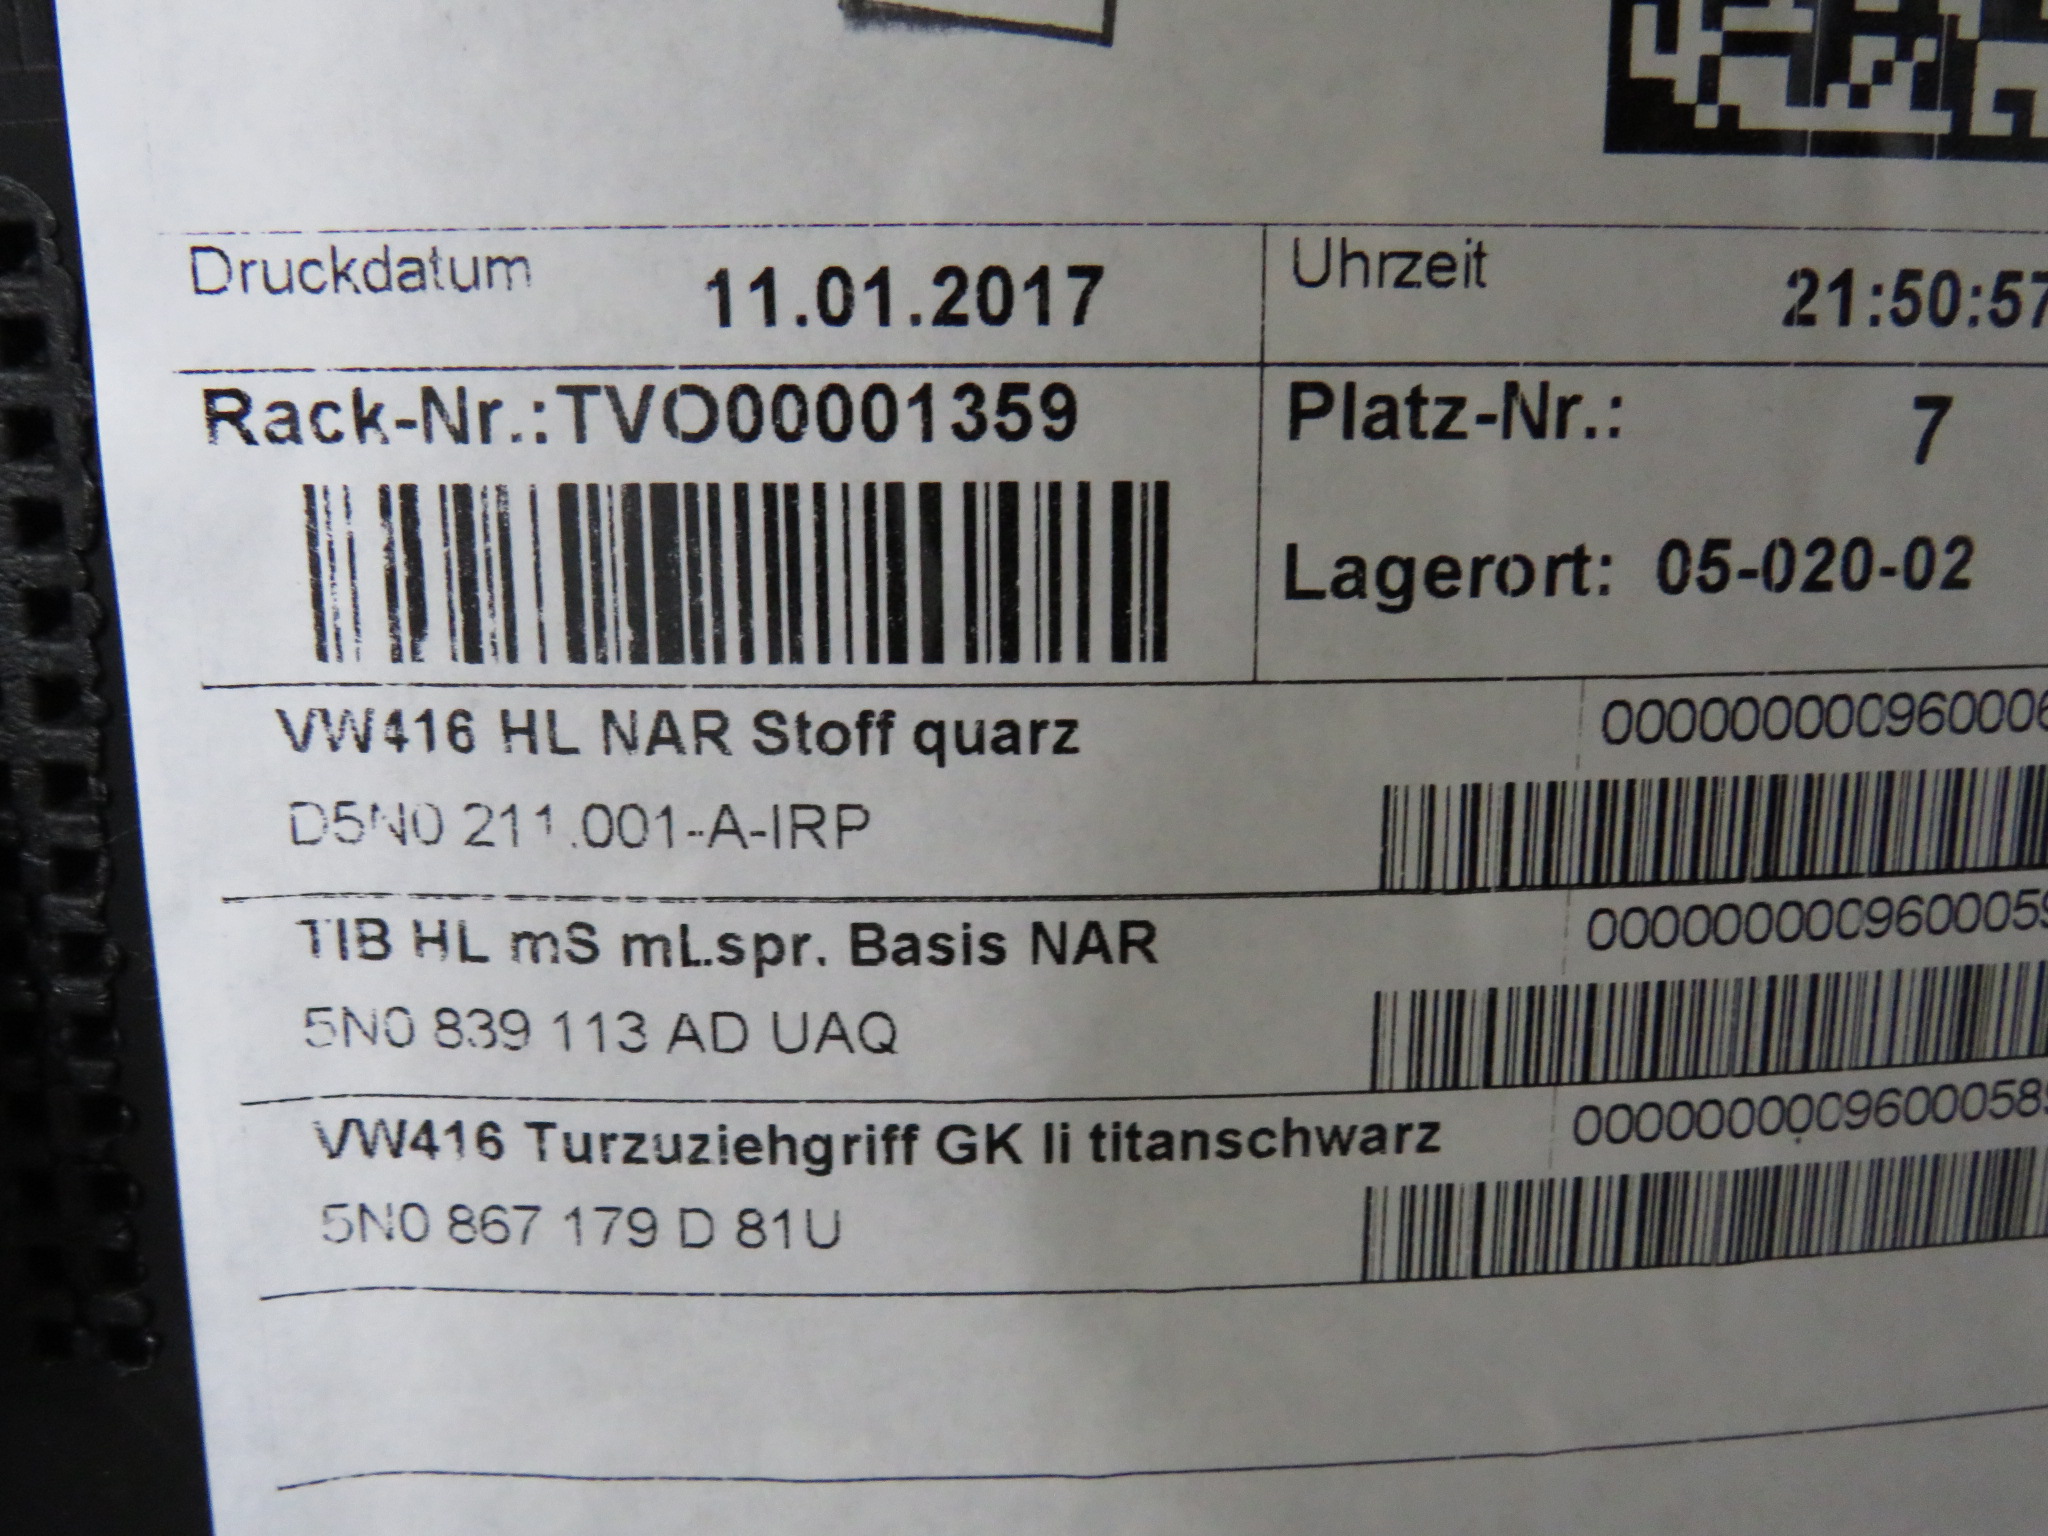 Druckdatum 11.01.2017 Uhrzeit 21:50:57
Rack-Nr.:TVO00001359 Platz-Nr.: 7
Lagerort: 05-020-02
VW416 HL NAR Stoff quarz
D5N0 211.001-A-IRP
TIB HL mS mLspr. Basis NAR
5N0 839 113 AD UAQ
VW416 Turzuziehgriff GK li titanschwarz
5N0 867 179 D 81U